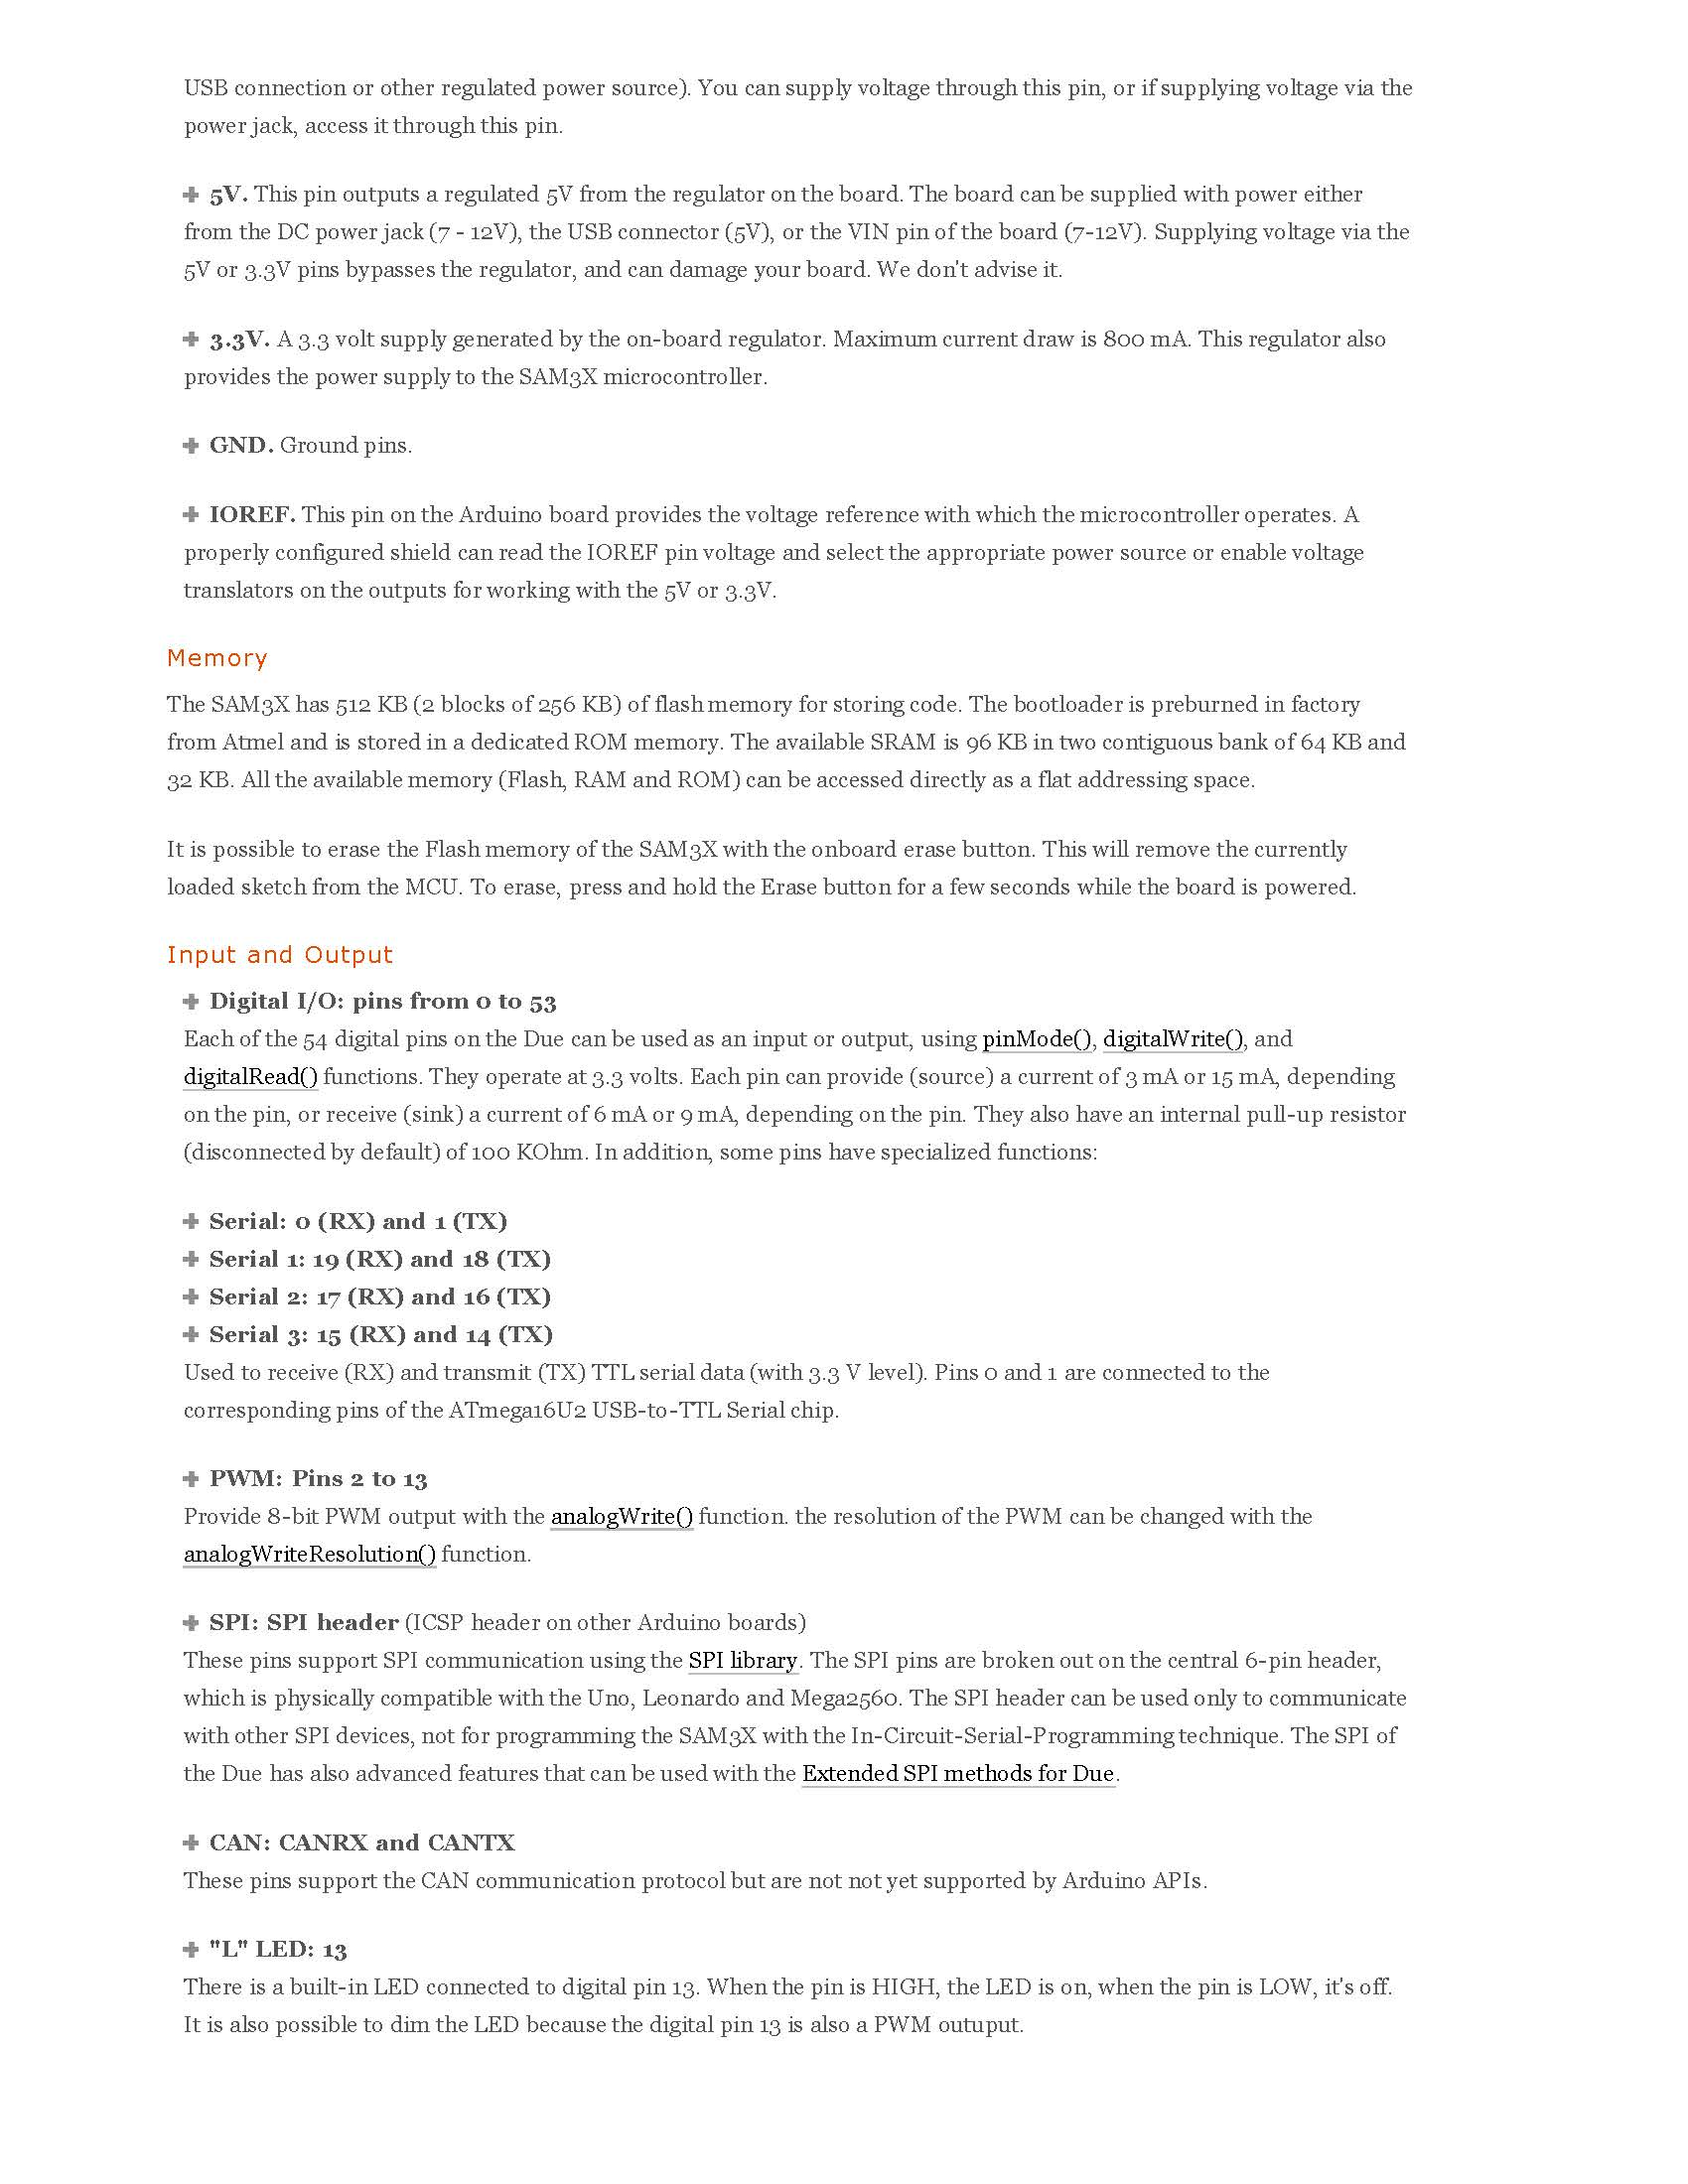 USB connection or other regulated power source). You can supply voltage through this pin, or if supplying voltage via the
power jack, access it through this pin.
5V. This pin outputs a regulated 5V from the regulator on the board. The board can be supplied with power either
from the DC power jack (7 - 12V), the USB connector (5V), or the VIN pin of the board (7-12V). Supplying voltage via the
5V or 3.3V pins bypasses the regulator, and can damage your board. We don't advise it.
3.3V. A 3.3 volt supply generated by the on-board regulator. Maximum current draw is 800 mA. This regulator also
provides the power supply to the SAM3X microcontroller.
GND. Ground pins.
IOREF. This pin on the Arduino board provides the voltage reference with which the microcontroller operates. A
properly configured shield can read the IOREF pin voltage and select the appropriate power source or enable voltage
translators on the outputs for working with the 5V or 3.3V.
Memory
The SAM3X has 512 KB (2 blocks of 256 KB) of flash memory for storing code. The bootloader is preburned in factory
from Atmel and is stored in a dedicated ROM memory. The available SRAM is 96 KB in two contiguous bank of 64 KB and
32 KB. All the available memory (Flash, RAM and ROM) can be accessed directly as a flat addressing space.
It is possible to erase the Flash memory of the SAM3X with the onboard erase button. This will remove the currently
loaded sketch from the MCU. To erase, press and hold the Erase button for a few seconds while the board is powered.
Input and Output
Digital I/O: pins from 0 to 53
Each of the 54 digital pins on the Due can be used as an input or output, using pinMode(), digitalWrite(), and
digitalRead() functions. They operate at 3.3 volts. Each pin can provide (source) a current of 3 mA or 15 mA, depending
on the pin, or receive (sink) a current of 6 mA or 9 mA, depending on the pin. They also have an internal pull-up resistor
(disconnected by default) of 100 KOhm. In addition, some pins have specialized functions:
Serial: 0 (RX) and 1 (TX)
Serial 1: 19 (RX) and 18 (TX)
Serial 2: 17 (RX) and 16 (TX)
Serial 3: 15 (RX) and 14 (TX)
Used to receive (RX) and transmit (TX) TTL serial data (with 3.3 V level). Pins 0 and 1 are connected to the
corresponding pins of the ATmega16U2 USB-to-TTL Serial chip.
PWM: Pins 2 to 13
Provide 8-bit PWM output with the analogWrite() function. the resolution of the PWM can be changed with the
analogWriteResolution() function.
SPI: SPI header (ICSP header on other Arduino boards)
These pins support SPI communication using the SPI library. The SPI pins are broken out on the central 6-pin header,
which is physically compatible with the Uno, Leonardo and Mega2560. The SPI header can be used only to communicate
with other SPI devices, not for programming the SAM3X with the In-Circuit-Serial-Programming technique. The SPI of
the Due has also advanced features that can be used with the Extended SPI methods for Due.
CAN: CANRX and CANTX
These pins support the CAN communication protocol but are not not yet supported by Arduino APIs.
"L" LED: 13
There is a built-in LED connected to digital pin 13. When the pin is HIGH, the LED is on, when the pin is LOW, it's off.
It is also possible to dim the LED because the digital pin 13 is also a PWM outuput.